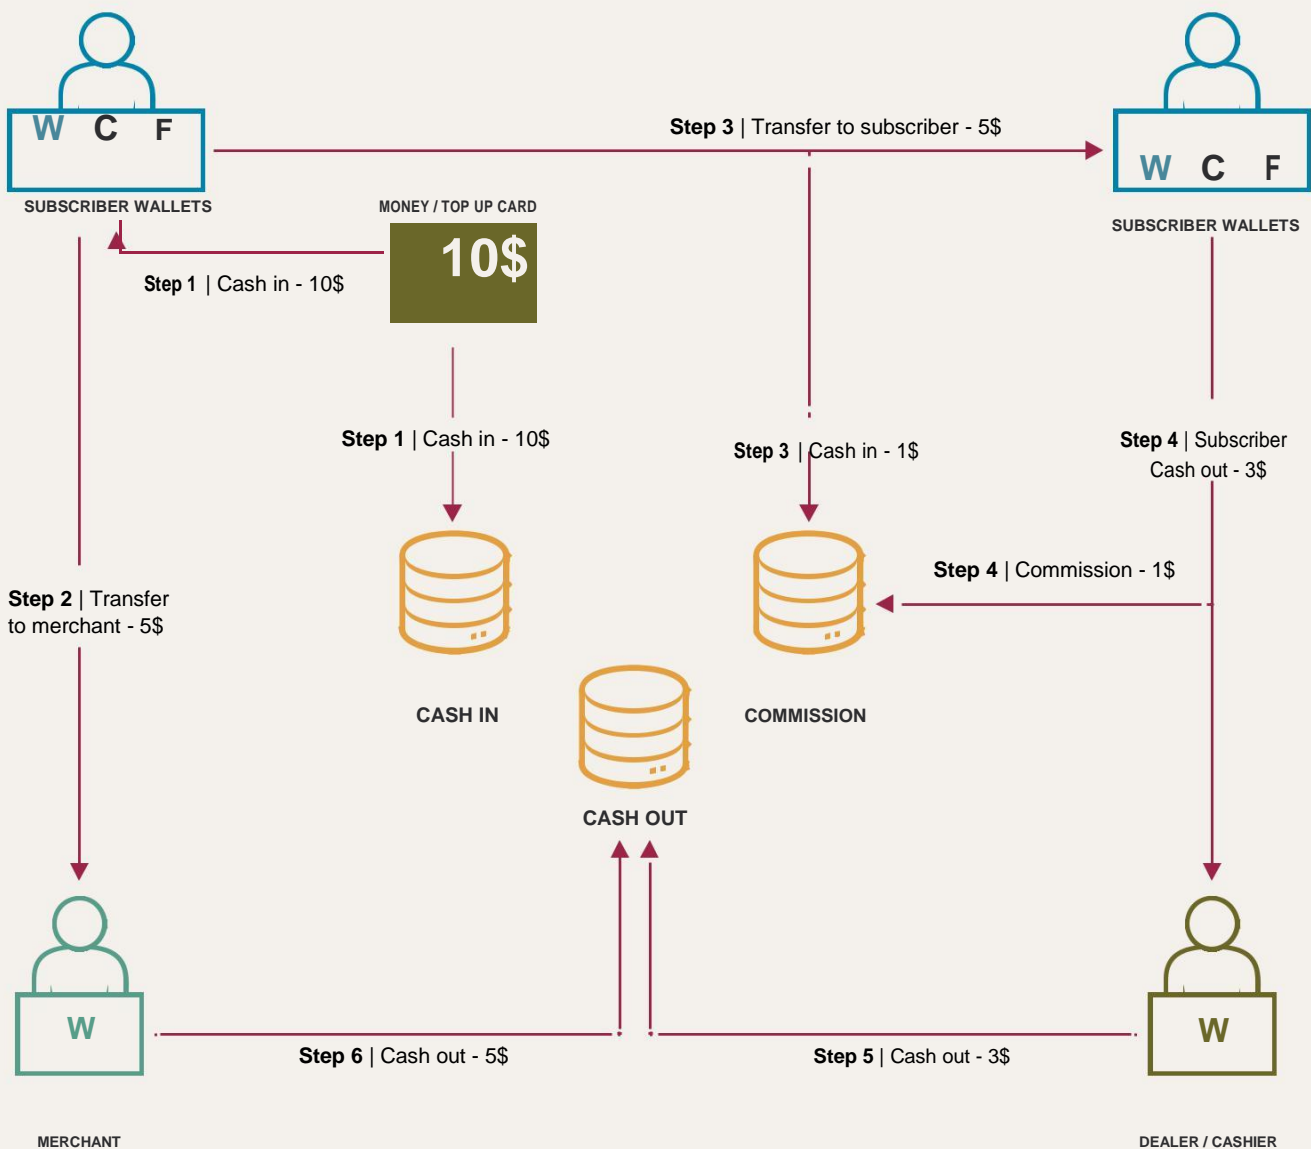 W C F
Step 3 | Transfer to subscriber - 5$
W C F
SUBSCRIBER WALLETS
MONEY / TOP UP CARD
SUBSCRIBER WALLETS
10$
Step 1 | Cash in - 10$
Step 1 | Cash in - 10$
Step 3 | Cash in - 1$
Step 4 | Subscriber
Cash out - 3$
Step 4 | Commission - 1$
Step 2 | Transfer
to merchant - 5$
CASH IN
COMMISSION
CASH OUT
W
W
Step 6 | Cash out - 5$
Step 5 | Cash out - 3$
MERCHANT
DEALER / CASHIER